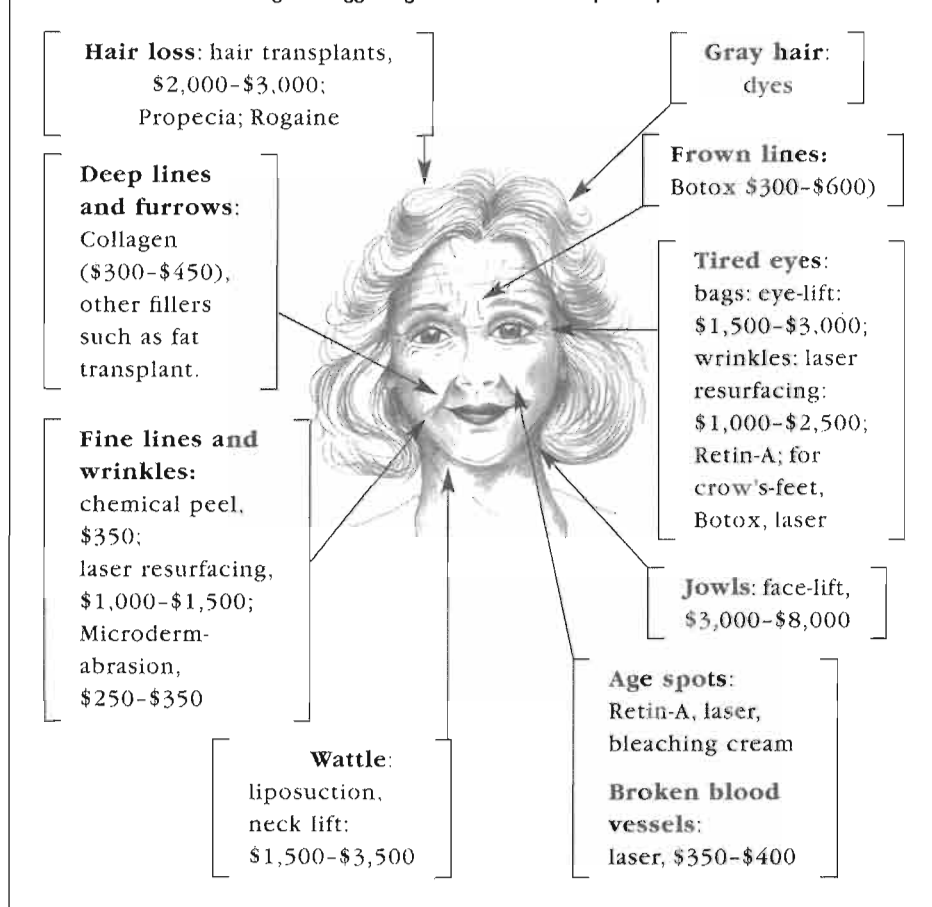 Hair loss: hair transplants,
$2,000-$3,000;
Propecia; Rogaine
Gray hair:
dyes
Deep lines
and furrows:
Collagen
($300-$450),
other fillers
such as fat
transplant.
Frown lines:
Botox $300-$600)
Tired eyes:
bags: eye-lift:
$1,500-$3,000;
wrinkles: laser
resurfacing:
$1,000-$2,500;
Retin-A; for
crow's-feet,
Botox, laser
Fine lines and
wrinkles:
chemical peel,
$350;
laser resurfacing,
$1,000-$1,500;
Microderm-
abrasion,
$250-$350
Jowls: face-lift,
$3,000-$8,000
Age spots:
Retin-A, laser,
bleaching cream
Broken blood
vessels:
laser, $350-$400
Wattle:
liposuction,
neck lift:
$1,500-$3,500